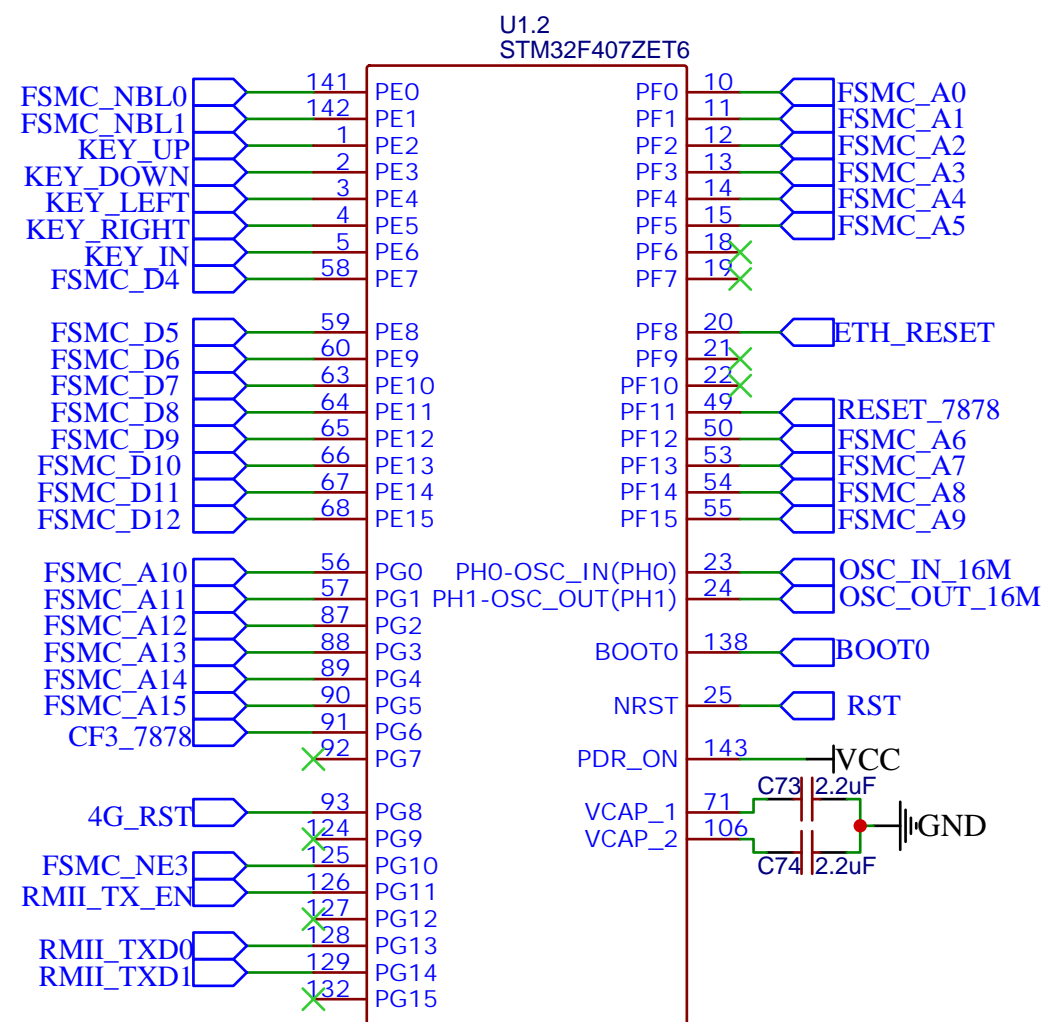 U1.2
STM32F407ZET6
FSMC_NBL0 141 PE0 PF0 10 FSMC_A0
FSMC_NBL1 142 PE1 PF1 11 FSMC_A1
KEY_UP 1 PE2 PF2 12 FSMC_A2
KEY_DOWN 2 PE3 PF3 13 FSMC_A3
KEY_LEFT 3 PE4 PF4 14 FSMC_A4
KEY_RIGHT 4 PE5 PF5 15 FSMC_A5
KEY_IN 5 PE6 PF6 18
FSMC_D4 58 PE7 PF7 19
FSMC_D5 59 PE8 PF8 20 ETH_RESET
FSMC_D6 60 PE9 PF9 21
FSMC_D7 63 PE10 PF10 22
FSMC_D8 64 PE11 PF11 49 RESET_7878
FSMC_D9 65 PE12 PF12 50 FSMC_A6
FSMC_D10 66 PE13 PF13 53 FSMC_A7
FSMC_D11 67 PE14 PF14 54 FSMC_A8
FSMC_D12 68 PE15 PF15 55 FSMC_A9
FSMC_A10 56 PG0 PH0-OSC_IN(PH0) 23 OSC_IN_16M
FSMC_A11 57 PG1 PH1-OSC_OUT(PH1) 24 OSC_OUT_16M
FSMC_A12 87 PG2
FSMC_A13 88 PG3 BOOT0 138 BOOT0
FSMC_A14 89 PG4
FSMC_A15 90 PG5 NRST 25 RST
CF3_7878 91 PG6
92 PG7 PDR_ON 143 VCC
C73 2.2uF
4G_RST 93 PG8 VCAP_1 71
GND
124 PG9 VCAP_2 106
C74 2.2uF
FSMC_NE3 125 PG10
RMII_TX_EN 126 PG11
127 PG12
RMII_TXD0 128 PG13
RMII_TXD1 129 PG14
132 PG15